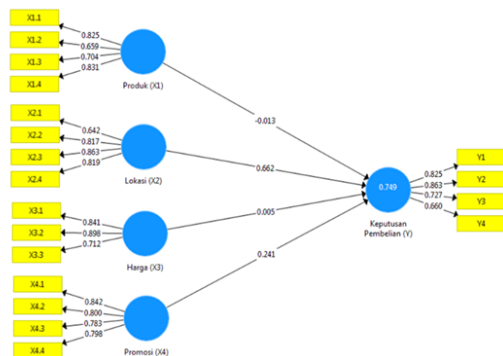 X1.1
X1.2
X1.3
X1.4
0.825
0.659
0.704
0.831
Produk (X1)
X2.1
X2.2
X2.3
X2.4
0.642
0.817
0.863
0.819
Lokasi (X2)
X3.1
X3.2
X3.3
0.841
0.898
0.712
Harga (X3)
X4.1
X4.2
X4.3
X4.4
0.842
0.800
0.783
0.798
Promosi (X4)
-0.013
0.662
0.005
0.241
0.749
Keputusan
Pembelian (Y)
0.825
0.863
0.727
0.660
Y1
Y2
Y3
Y4